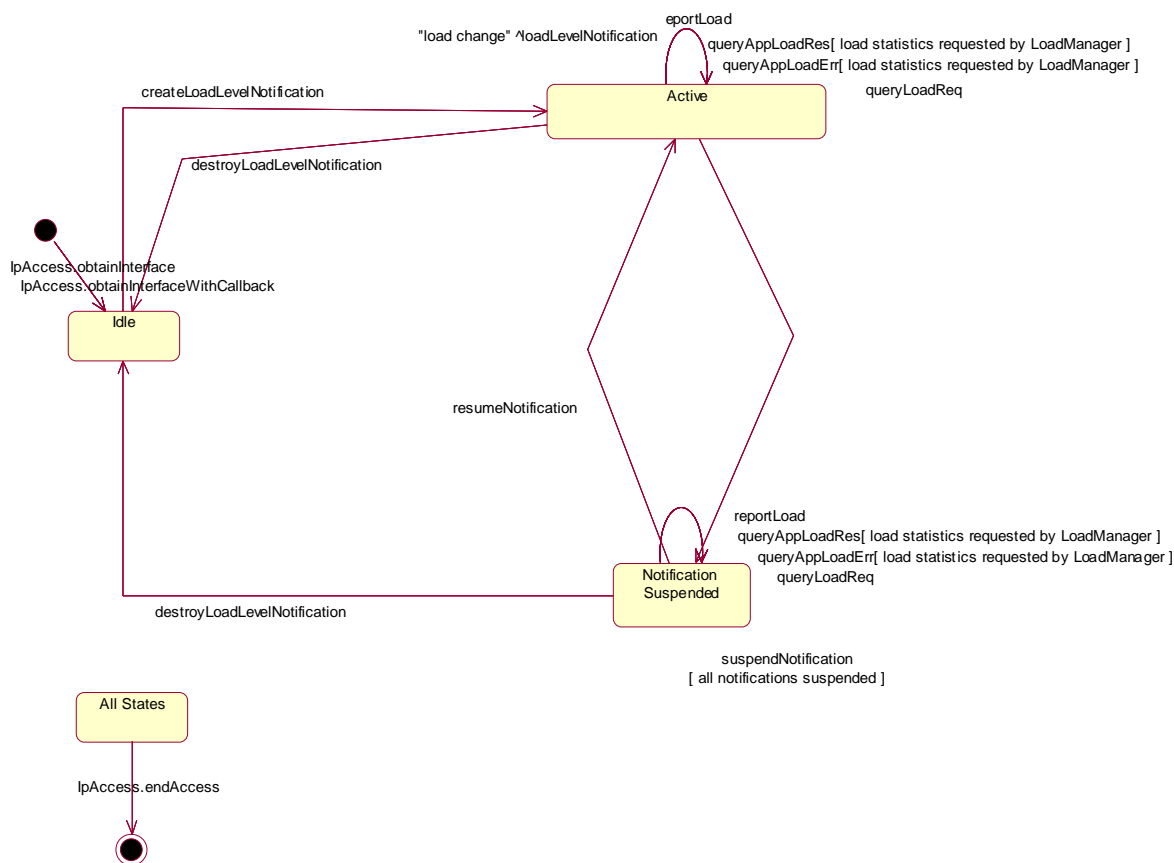 eportLoad
"load change" ^loadLevelNotification
queryAppLoadRes[ load statistics requested by LoadManager ]
queryAppLoadErr[ load statistics requested by LoadManager ]
queryLoadReq
createLoadLevelNotification
Active
destroyLoadLevelNotification
IpAccess.obtainInterface
IpAccess.obtainInterfaceWithCallback
Idle
resumeNotification
reportLoad
queryAppLoadRes[ load statistics requested by LoadManager ]
queryAppLoadErr[ load statistics requested by LoadManager ]
queryLoadReq
Notification
Suspended
destroyLoadLevelNotification
suspendNotification
[ all notifications suspended ]
All States
IpAccess.endAccess